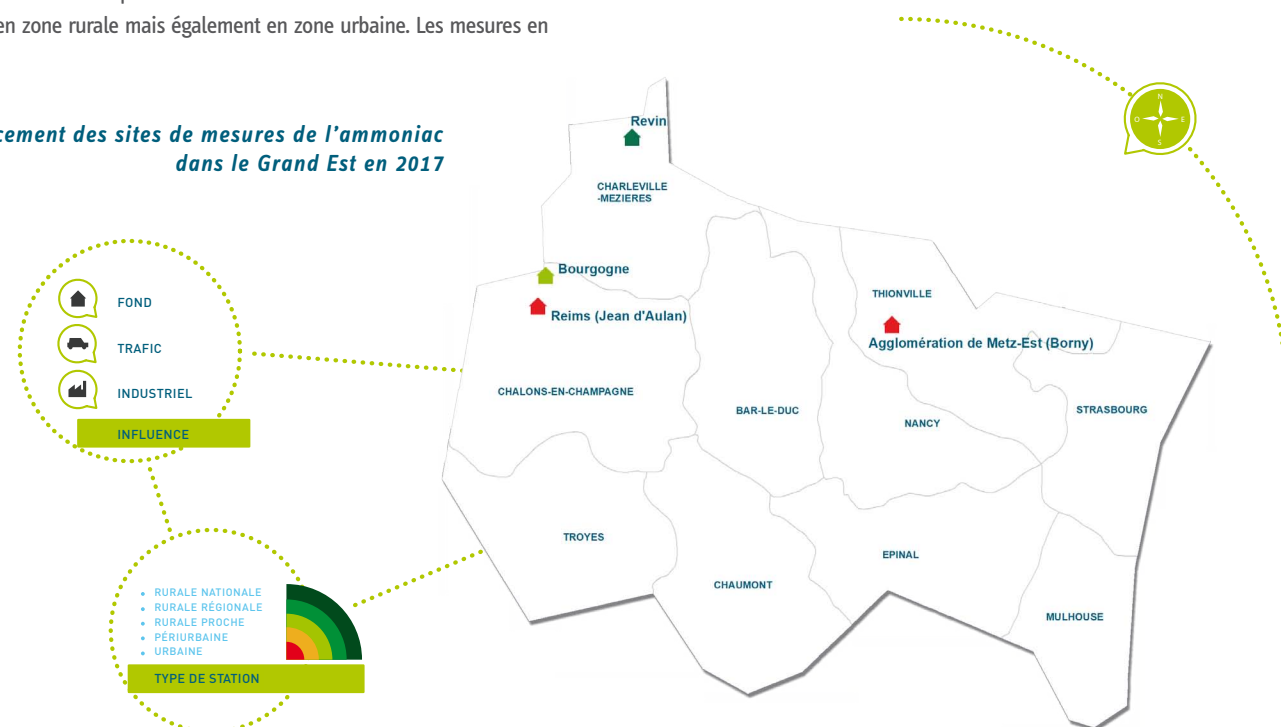 en zone rurale mais également en zone urbaine. Les mesures en
cement des sites de mesures de l'ammoniac
dans le Grand Est en 2017
N
O
E
S
Revin
CHARLEVILLE
-MEZIERES
Bourgogne
Reims (Jean d'Aulan)
THIONVILLE
Agglomération de Metz-Est (Borny)
CHALONS-EN-CHAMPAGNE
BAR-LE-DUC
NANCY
STRASBOURG
TROYES
CHAUMONT
EPINAL
MULHOUSE
FOND
TRAFIC
INDUSTRIEL
INFLUENCE
• RURALE NATIONALE
• RURALE RÉGIONALE
• RURALE PROCHE
• PÉRIURBAINE
• URBAINE
TYPE DE STATION